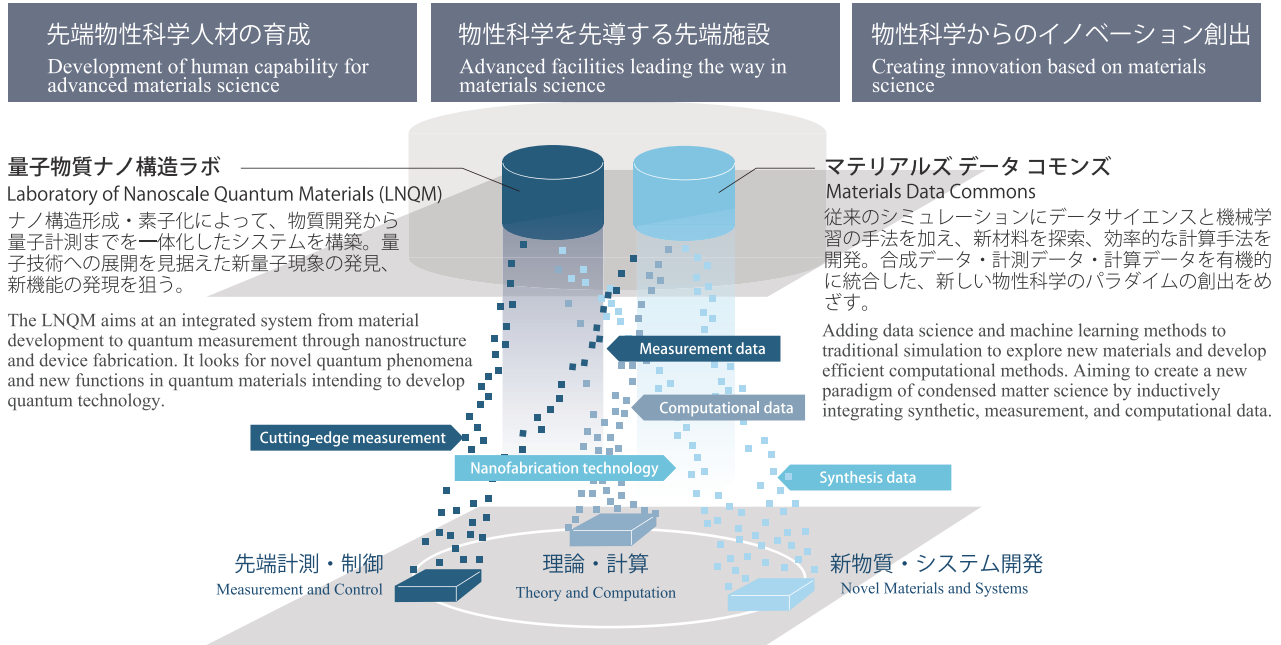 先端物性科学人材の育成
Development of human capability for
advanced materials science
物性科学を先導する先端施設
Advanced facilities leading the way in
materials science
物性科学からのイノベーション創出
Creating innovation based on materials
science
量子物質ナノ構造ラボ
Laboratory of Nanoscale Quantum Materials (LNQM)
ナノ構造形成・素子化によって、物質開発から
量子計測までを一体化したシステムを構築。量
子技術への展開を見据えた新量子現象の発見、
新機能の発現を狙う。
The LNQM aims at an integrated system from material
development to quantum measurement through nanostructure
and device fabrication. It looks for novel quantum phenomena
and new functions in quantum materials intending to develop
quantum technology.
マテリアルズ データ コモンズ
Materials Data Commons
従来のシミュレーションにデータサイエンスと機械学
習の手法を加え、新材料を探索、効率的な計算手法を
開発。合成データ・計測データ・計算データを有機的
に統合した、新しい物性科学のパラダイムの創出をめ
ざす。
Adding data science and machine learning methods to
traditional simulation to explore new materials and develop
efficient computational methods. Aiming to create a new
paradigm of condensed matter science by inductively
integrating synthetic, measurement, and computational data.
Measurement data
Computational data
Cutting-edge measurement
Nanofabrication technology
Synthesis data
先端計測・制御
Measurement and Control
理論・計算
Theory and Computation
新物質・システム開発
Novel Materials and Systems